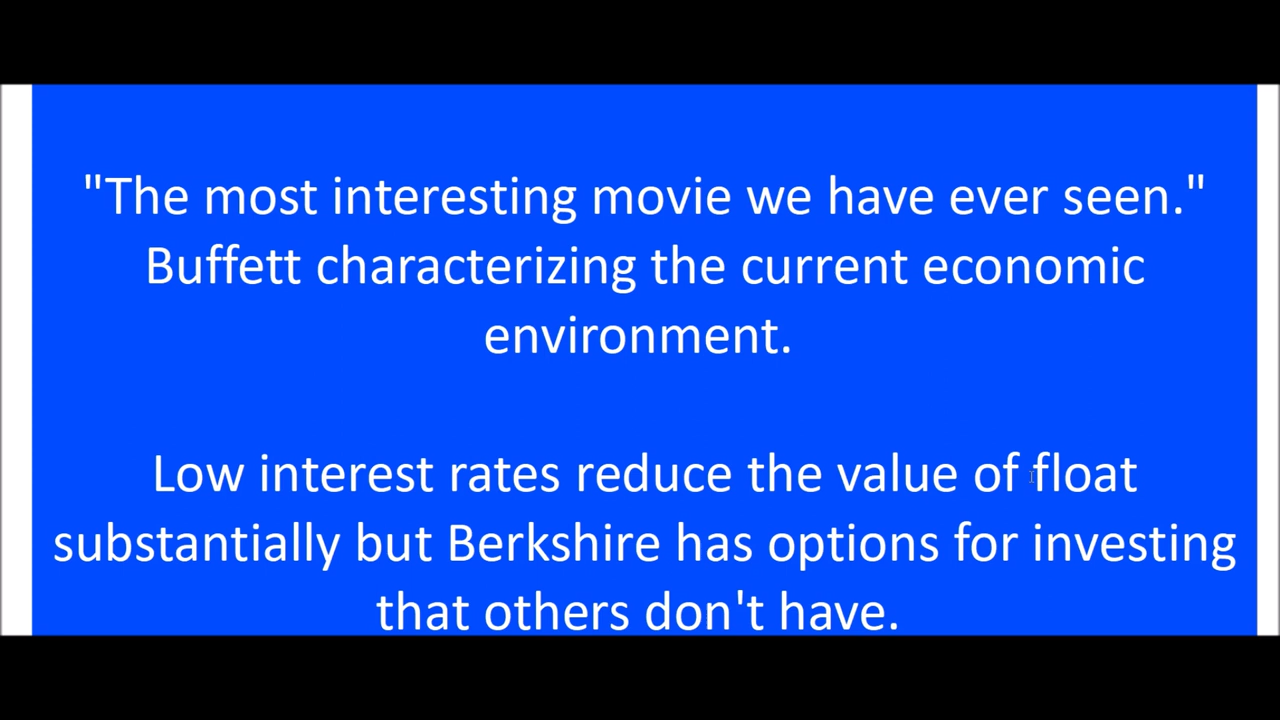 "The most interesting movie we have ever seen."
Buffett characterizing the current economic
environment.
Low interest rates reduce the value of float
substantially but Berkshire has options for investing
that others don't have.